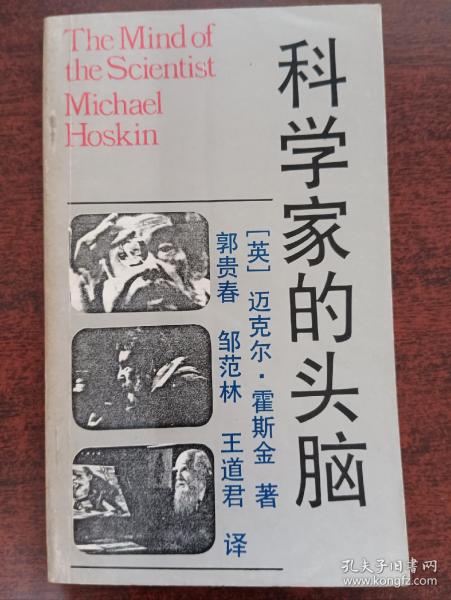 The Mind of
the Scientist
Michael
Hoskin
科学家的头脑
[英] 迈克尔·霍斯金 著
郭贵春 邹范林 王道君 译
孔夫子旧书网
www.kongfz.com